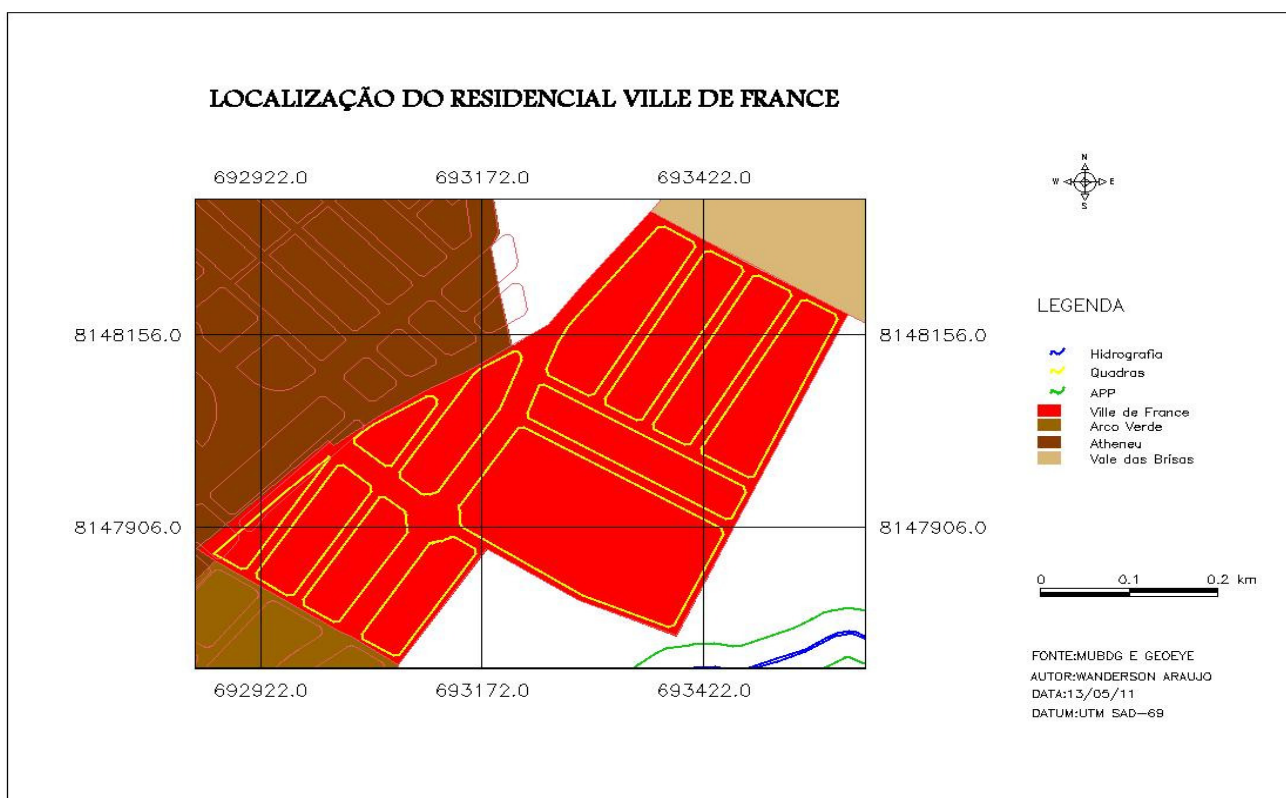 LOCALIZAÇÃO DO RESIDENCIAL VILLE DE FRANCE
692922.0 693172.0 693422.0
N
W E
S
8148156.0 8148156.0
8147906.0 8147906.0
692922.0 693172.0 693422.0
LEGENDA
Hidrografia
Quadras
APP
Ville de France
Arco Verde
Atheneu
Vale das Brisas
0 0.1 0.2 km
FONTE:MUBDG E GEOEYE
AUTOR:WANDERSON ARAUJO
DATA:13/05/11
DATUM:UTM SAD-69